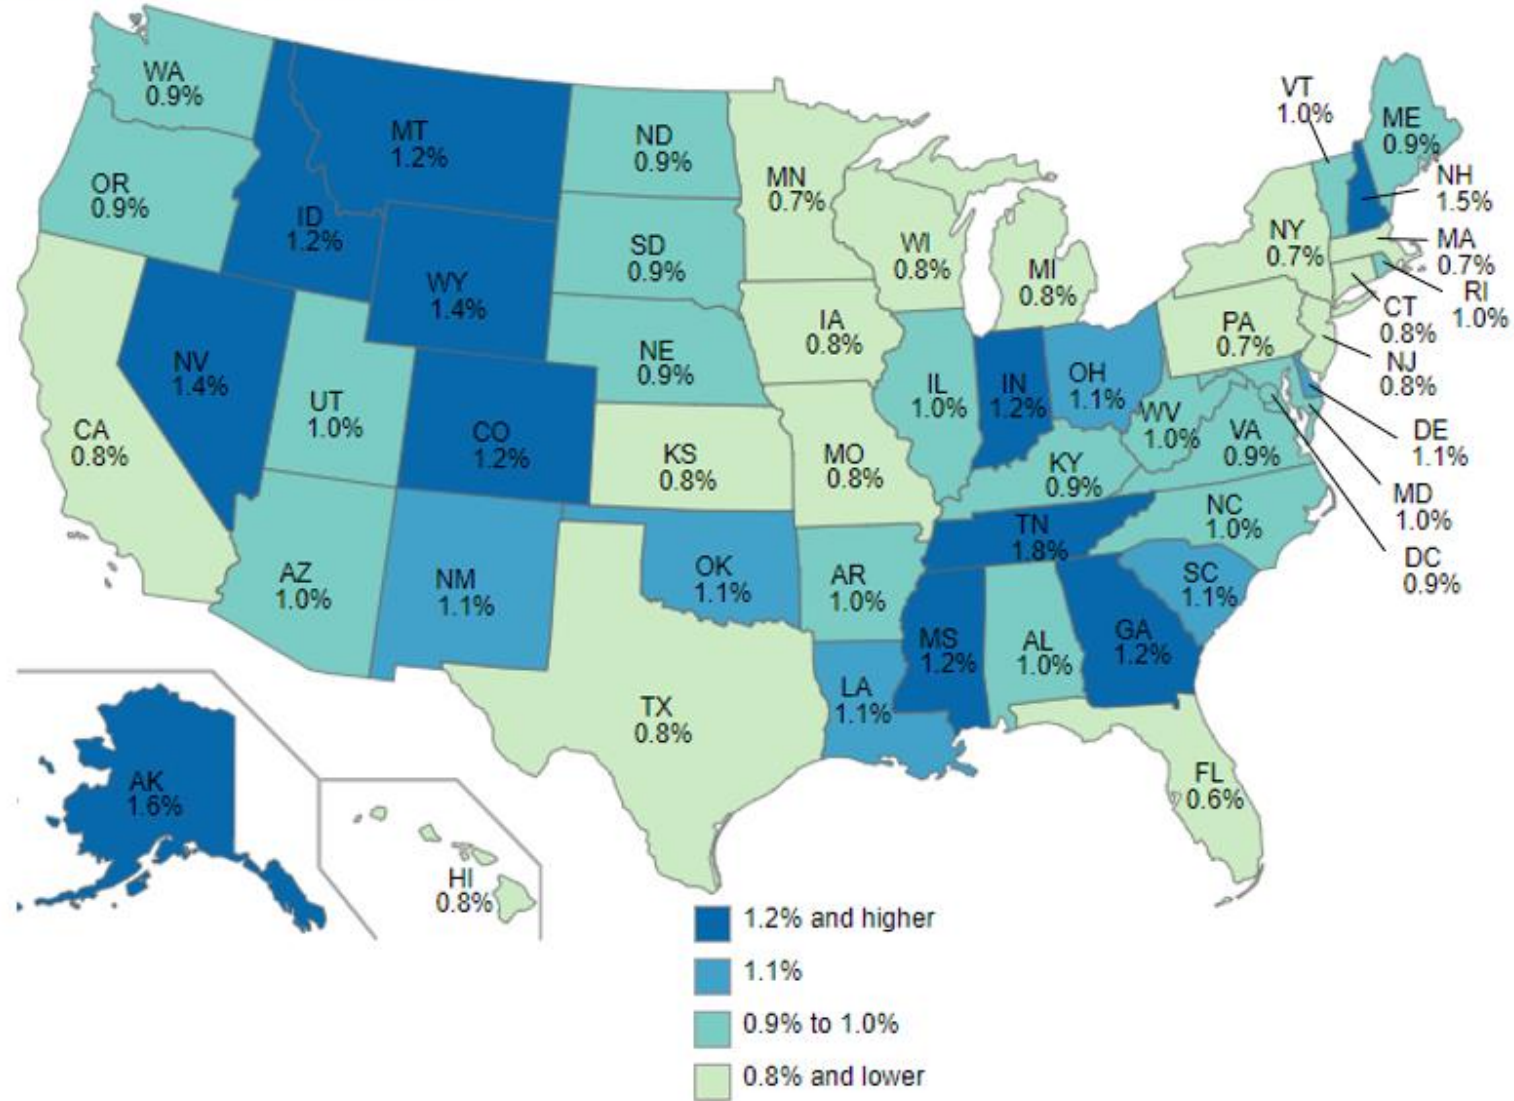 WA
0.9%
MT
1.2%
ND
0.9%
MN
0.7%
VT
1.0%
ME
0.9%
OR
0.9%
ID
1.2%
NH
1.5%
SD
0.9%
WI
0.8%
MI
0.8%
NY
0.7%
MA
0.7%
WY
1.4%
RI
1.0%
CT
0.8%
IA
0.8%
PA
0.7%
NJ
0.8%
NV
1.4%
NE
0.9%
UT
1.0%
IL
1.0%
IN
1.2%
OH
1.1%
CA
0.8%
CO
1.2%
KS
0.8%
MO
0.8%
WV
1.0%
VA
0.9%
DE
1.1%
KY
0.9%
MD
1.0%
NC
1.0%
TN
1.8%
DC
0.9%
AZ
1.0%
NM
1.1%
OK
1.1%
AR
1.0%
SC
1.1%
MS
1.2%
AL
1.0%
GA
1.2%
LA
1.1%
TX
0.8%
FL
0.6%
AK
1.6%
HI
0.8%
1.2% and higher
1.1%
0.9% to 1.0%
0.8% and lower